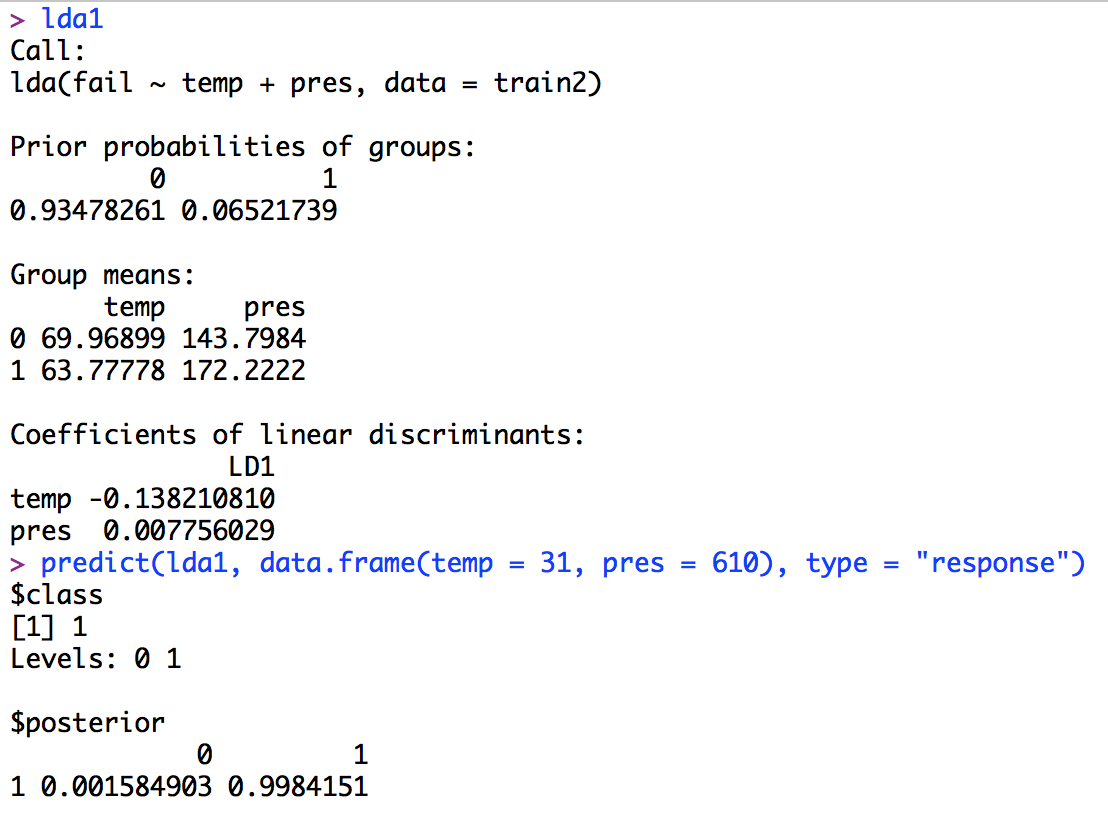 > lda1
Call:
lda(fail ~ temp + pres, data = train2)

Prior probabilities of groups:
         0          1
0.93478261 0.06521739

Group means:
      temp     pres
0 69.96899 143.7984
1 63.77778 172.2222

Coefficients of linear discriminants:
              LD1
temp -0.138210810
pres  0.007756029
> predict(lda1, data.frame(temp = 31, pres = 610), type = "response")
$class
[1] 1
Levels: 0 1

$posterior
            0         1
1 0.001584903 0.9984151